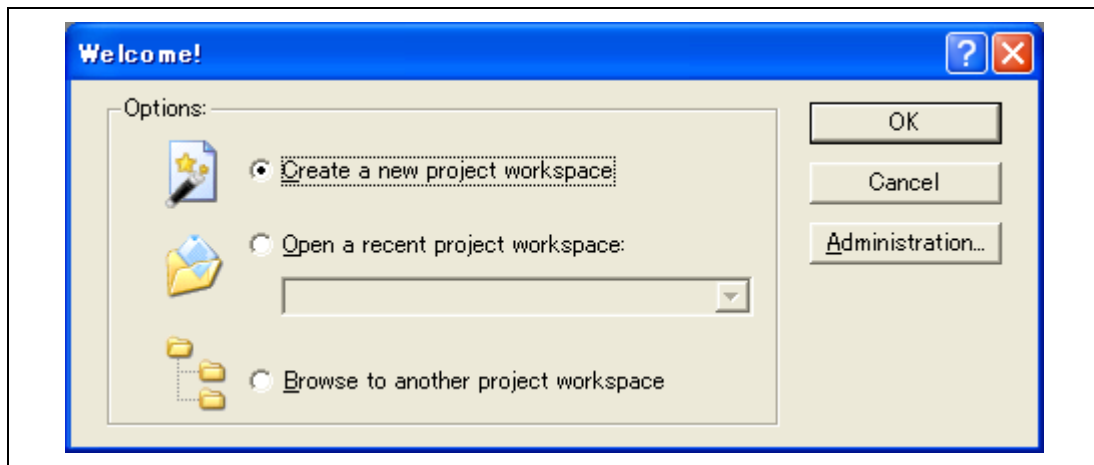 Welcome!
Options:
Create a new project workspace
Open a recent project workspace:
Browse to another project workspace
OK
Cancel
Administration...